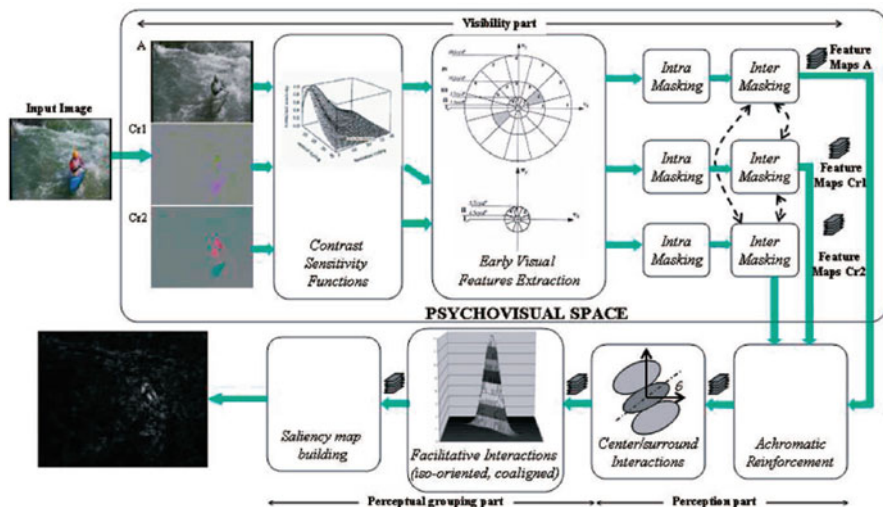 Visibility part
A
Input Image
Cr1
Cr2
Contrast
Sensitivity
Functions
Early Visual
Features Extraction
Intra
Masking
Inter
Masking
Feature
Maps A
Intra
Masking
Inter
Masking
Feature
Maps Cr1
Intra
Masking
Inter
Masking
Feature
Maps Cr2
PSYCHOVISUAL SPACE
Saliency map
building
Facilitative Interactions
(iso-oriented, coaligned)
Center/surround
Interactions
Achromatic
Reinforcement
Perceptual grouping part
Perception part